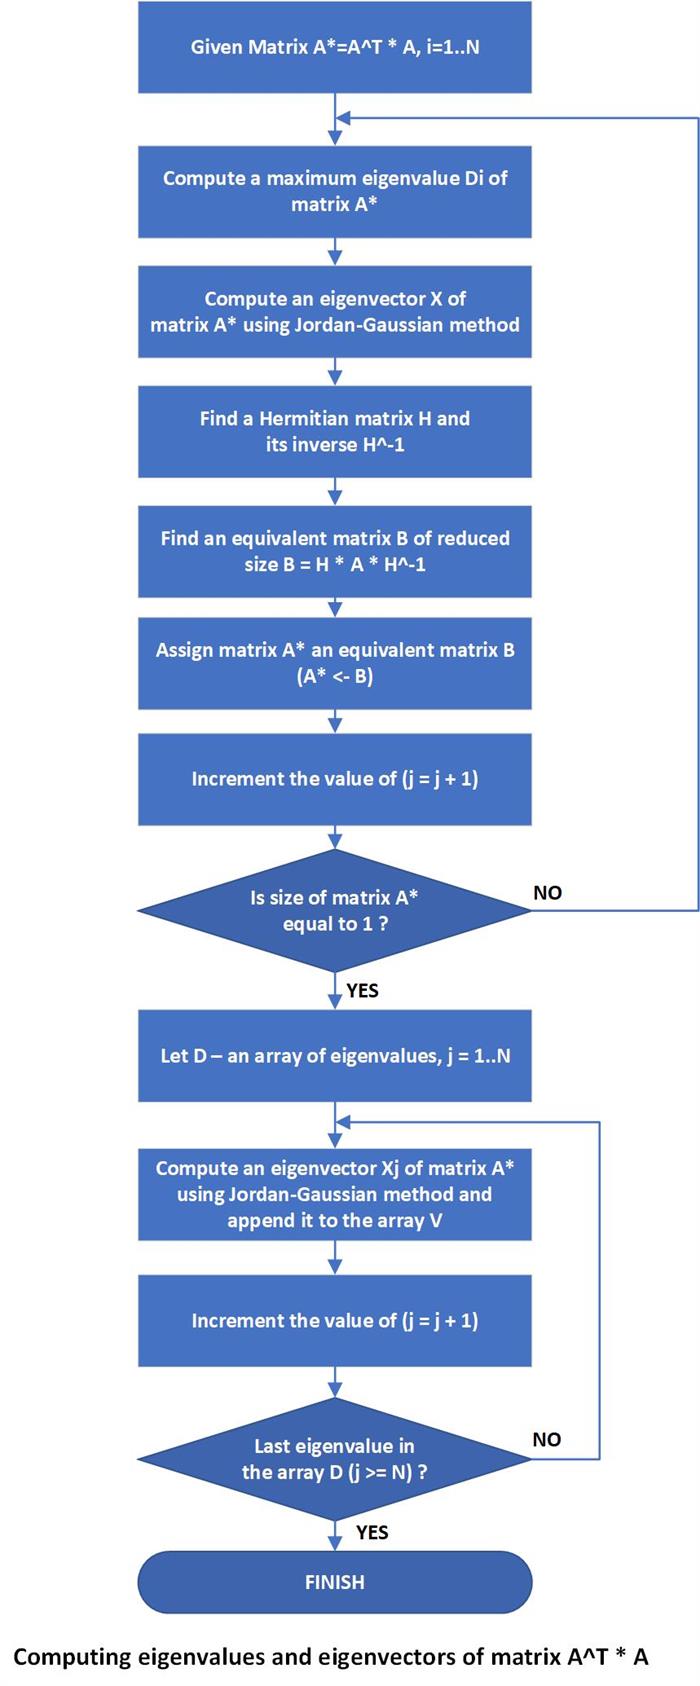 Given Matrix A*=A^T * A, i=1..N
Compute a maximum eigenvalue Di of
matrix A*
Compute an eigenvector X of
matrix A* using Jordan-Gaussian method
Find a Hermitian matrix H and
its inverse H^-1
Find an equivalent matrix B of reduced
size B = H * A * H^-1
Assign matrix A* an equivalent matrix B
(A* <- B)
Increment the value of (j = j + 1)
Is size of matrix A*
equal to 1 ?
NO
YES
Let D – an array of eigenvalues, j = 1..N
Compute an eigenvector Xj of matrix A*
using Jordan-Gaussian method and
append it to the array V
Increment the value of (j = j + 1)
Last eigenvalue in
the array D (j >= N) ?
NO
YES
FINISH
Computing eigenvalues and eigenvectors of matrix A^T * A